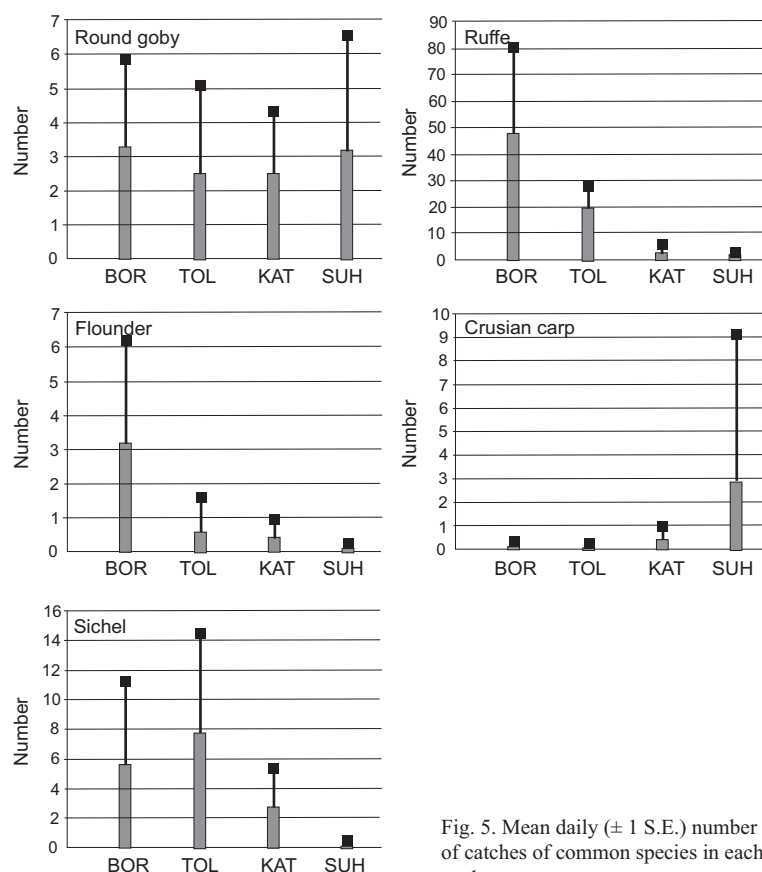 Round goby
7
6
5
4
3
2
1
0
Number
BOR TOL KAT SUH
Ruffe
90
80
70
60
50
40
30
20
10
0
Number
BOR TOL KAT SUH
Flounder
7
6
5
4
3
2
1
0
Number
BOR TOL KAT SUH
Crusian carp
10
9
8
7
6
5
4
3
2
1
0
Number
BOR TOL KAT SUH
Sichel
16
14
12
10
8
6
4
2
0
Number
BOR TOL KAT SUH
Fig. 5. Mean daily (± 1 S.E.) number
of catches of common species in each